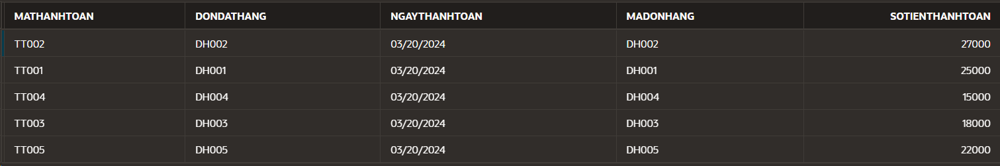 MATHANHTOAN DONDATHANG NGAYTHANHTOAN MADONHANG SOTIENTHANHTOAN
TT002 DH002 03/20/2024 DH002 27000
TT001 DH001 03/20/2024 DH001 25000
TT004 DH004 03/20/2024 DH004 15000
TT003 DH003 03/20/2024 DH003 18000
TT005 DH005 03/20/2024 DH005 22000